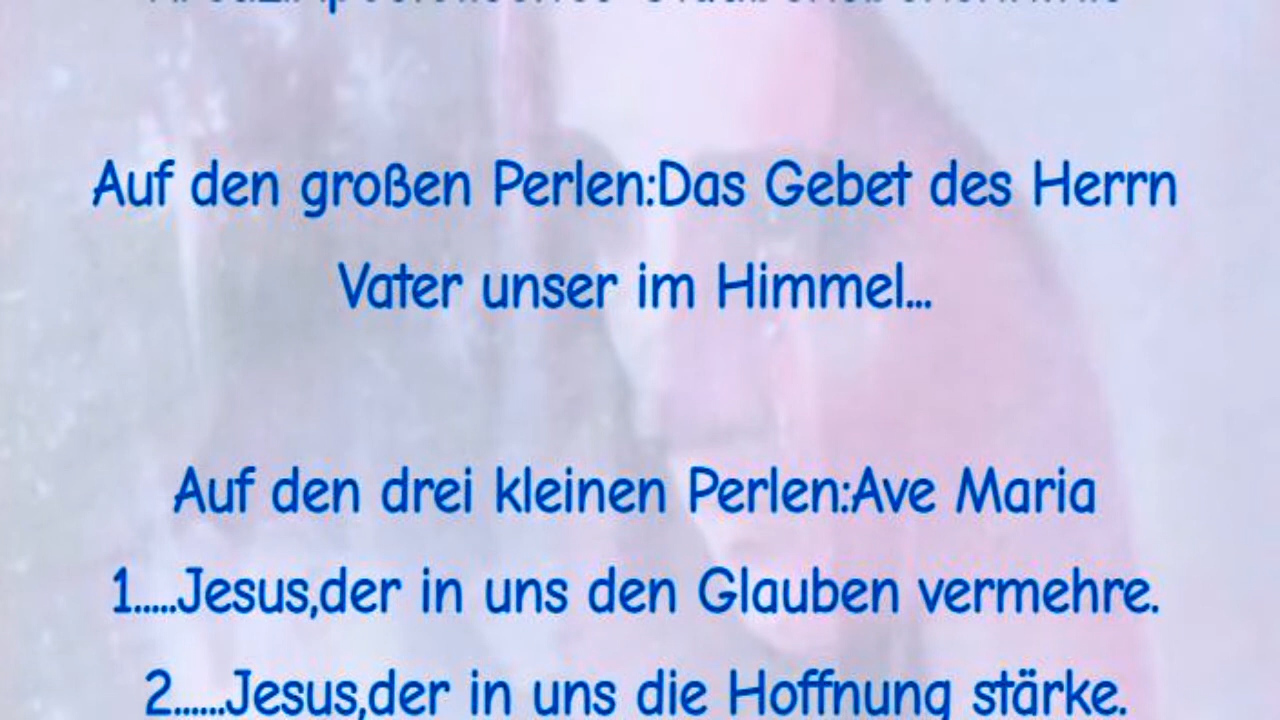 Auf den großen Perlen:Das Gebet des Herrn
Vater unser im Himmel...
Auf den drei kleinen Perlen:Ave Maria
1.....Jesus,der in uns den Glauben vermehre.
2......Jesus,der in uns die Hoffnung stärke.